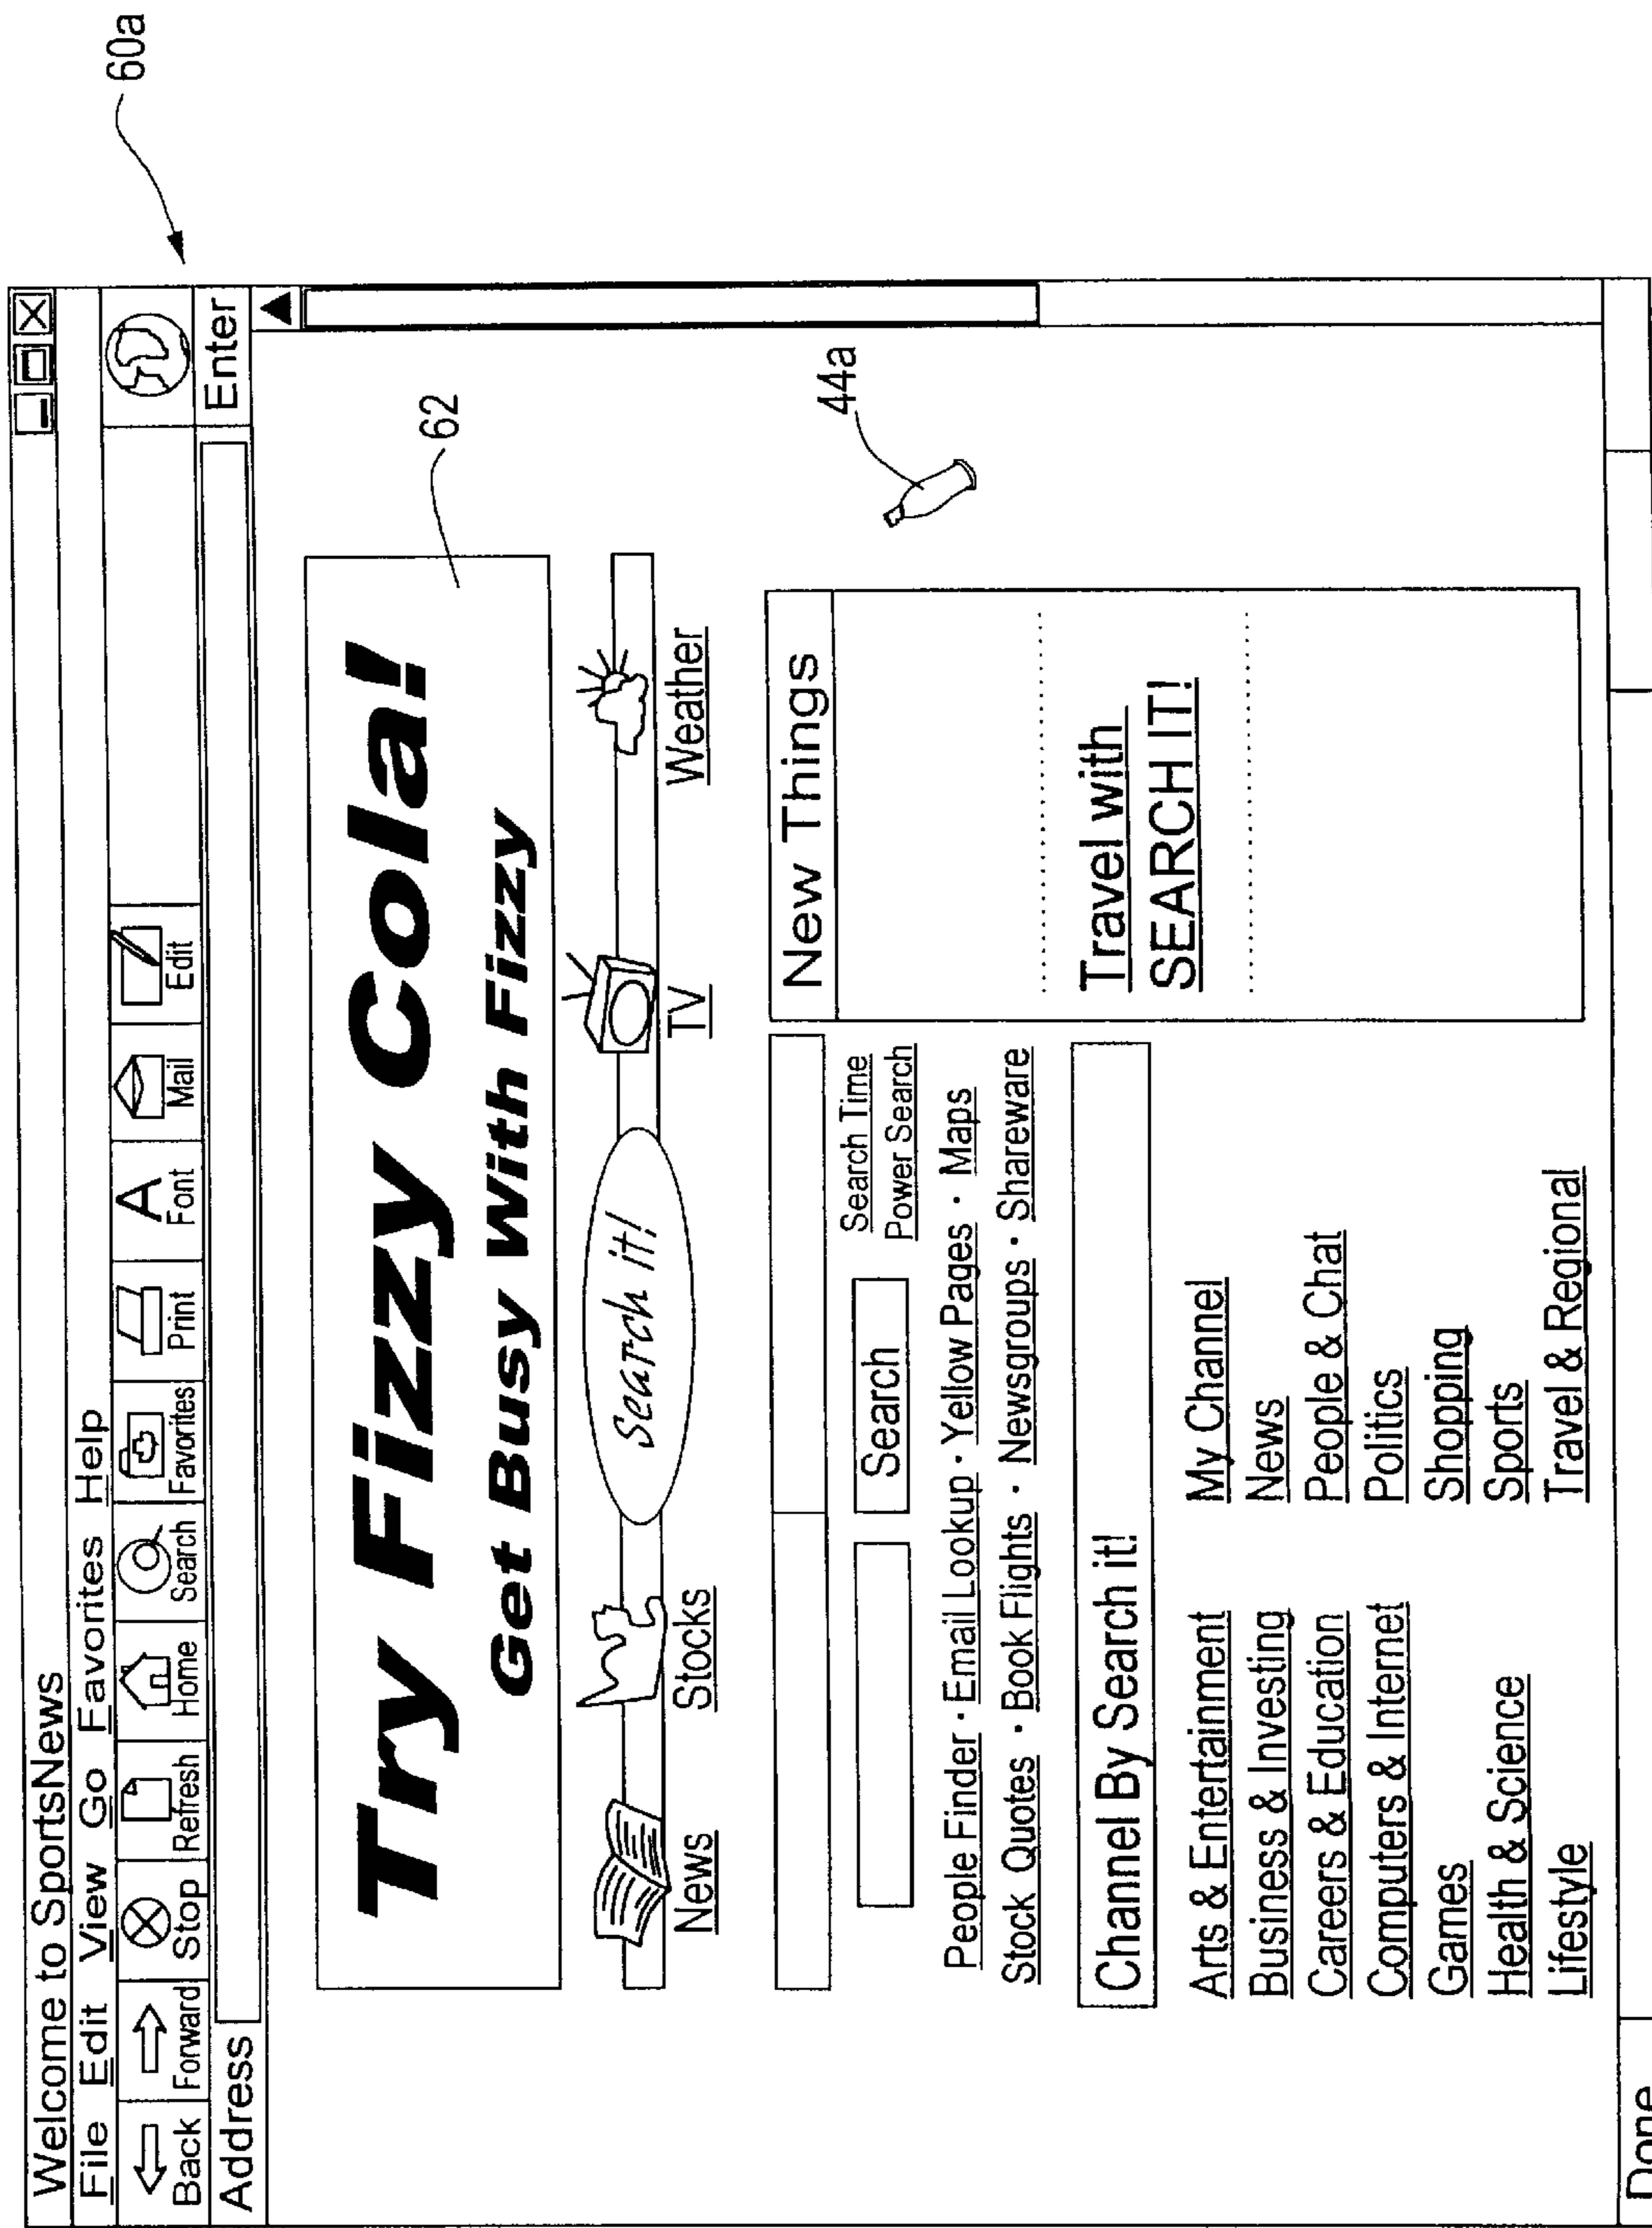 60a
Welcome to SportsNews
File Edit View Go Favorites Help
Back Forward Stop Refresh Home Search Favorites Print Font Mail Edit
Address Enter
62
Try Fizzy Cola!
Get Busy With Fizzy
News Stocks Search it! TV Weather
44a
New Things
Search
Search Time
Power Search
People Finder · Email Lookup · Yellow Pages · Maps
Stock Quotes · Book Flights · Newsgroups · Shareware
Travel with
SEARCH IT!
Channel By Search it!
Arts & Entertainment My Channel
Business & Investing News
Careers & Education People & Chat
Computers & Internet Politics
Games Shopping
Health & Science Sports
Lifestyle Travel & Regional
Done